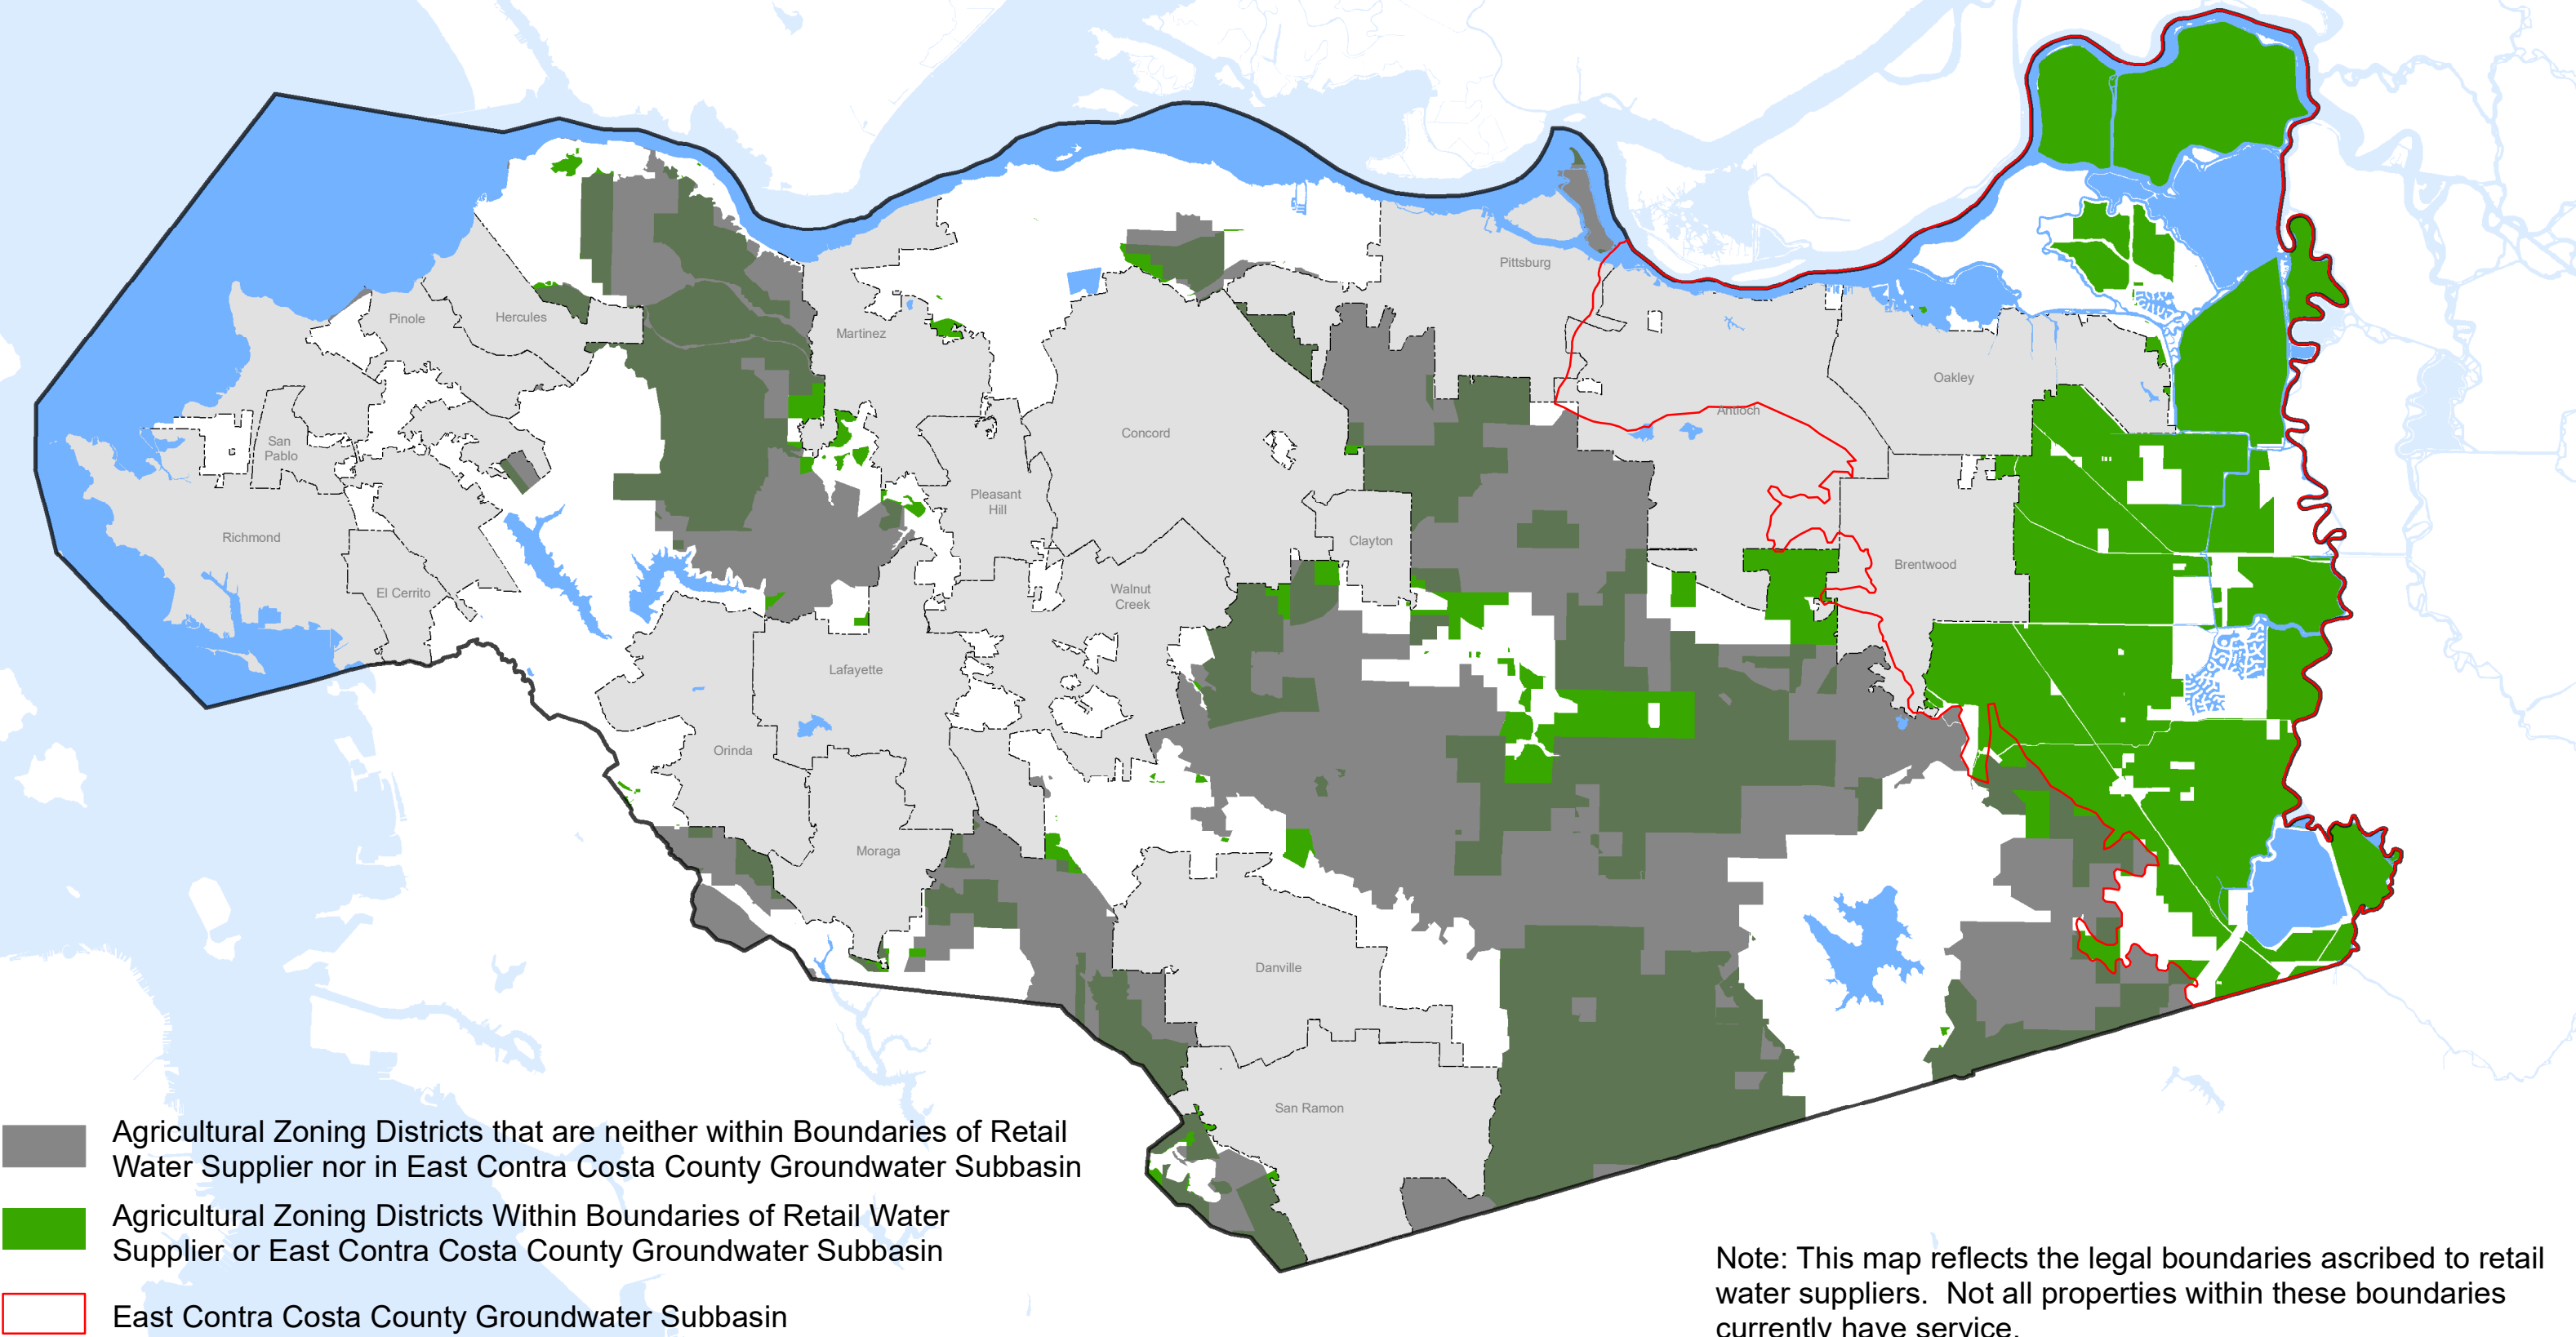 Pittsburg
Pinole
Hercules
Martinez
Oakley
Antioch
Concord
San
Pablo
Pleasant
Hill
Richmond
Clayton
Brentwood
El Cerrito
Walnut
Creek
Lafayette
Orinda
Moraga
Danville
San Ramon
Agricultural Zoning Districts that are neither within Boundaries of Retail
Water Supplier nor in East Contra Costa County Groundwater Subbasin
Agricultural Zoning Districts Within Boundaries of Retail Water
Supplier or East Contra Costa County Groundwater Subbasin
East Contra Costa County Groundwater Subbasin
Note: This map reflects the legal boundaries ascribed to retail
water suppliers.  Not all properties within these boundaries
currently have service.